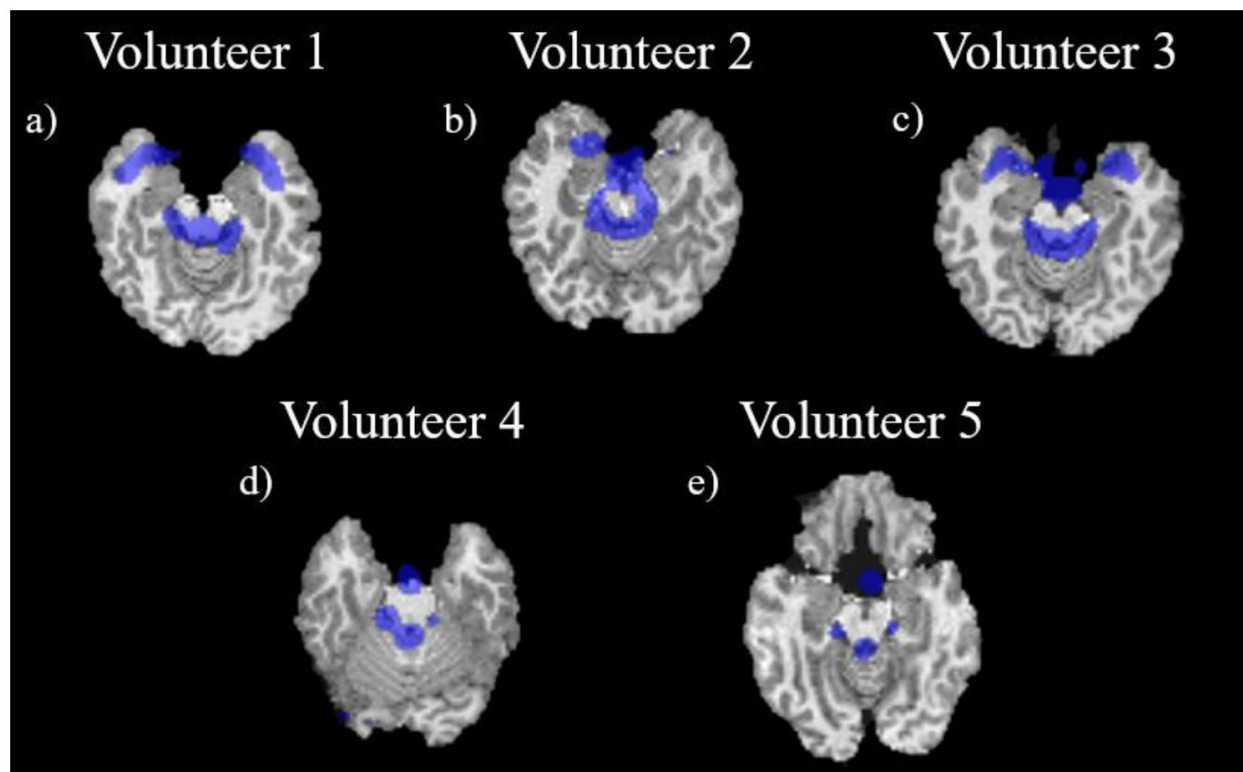 Volunteer 1
Volunteer 2
Volunteer 3
a)
b)
c)
Volunteer 4
Volunteer 5
d)
e)